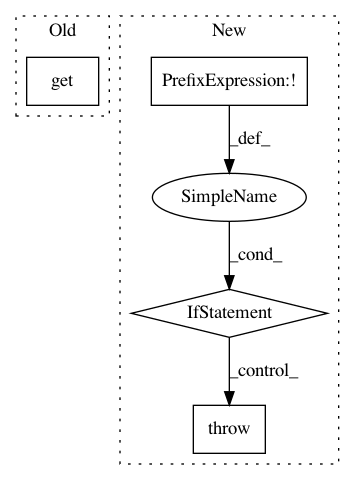 Old
New
get
PrefixExpression:!
_def_
SimpleName
_cond_
IfStatement
_control_
throw